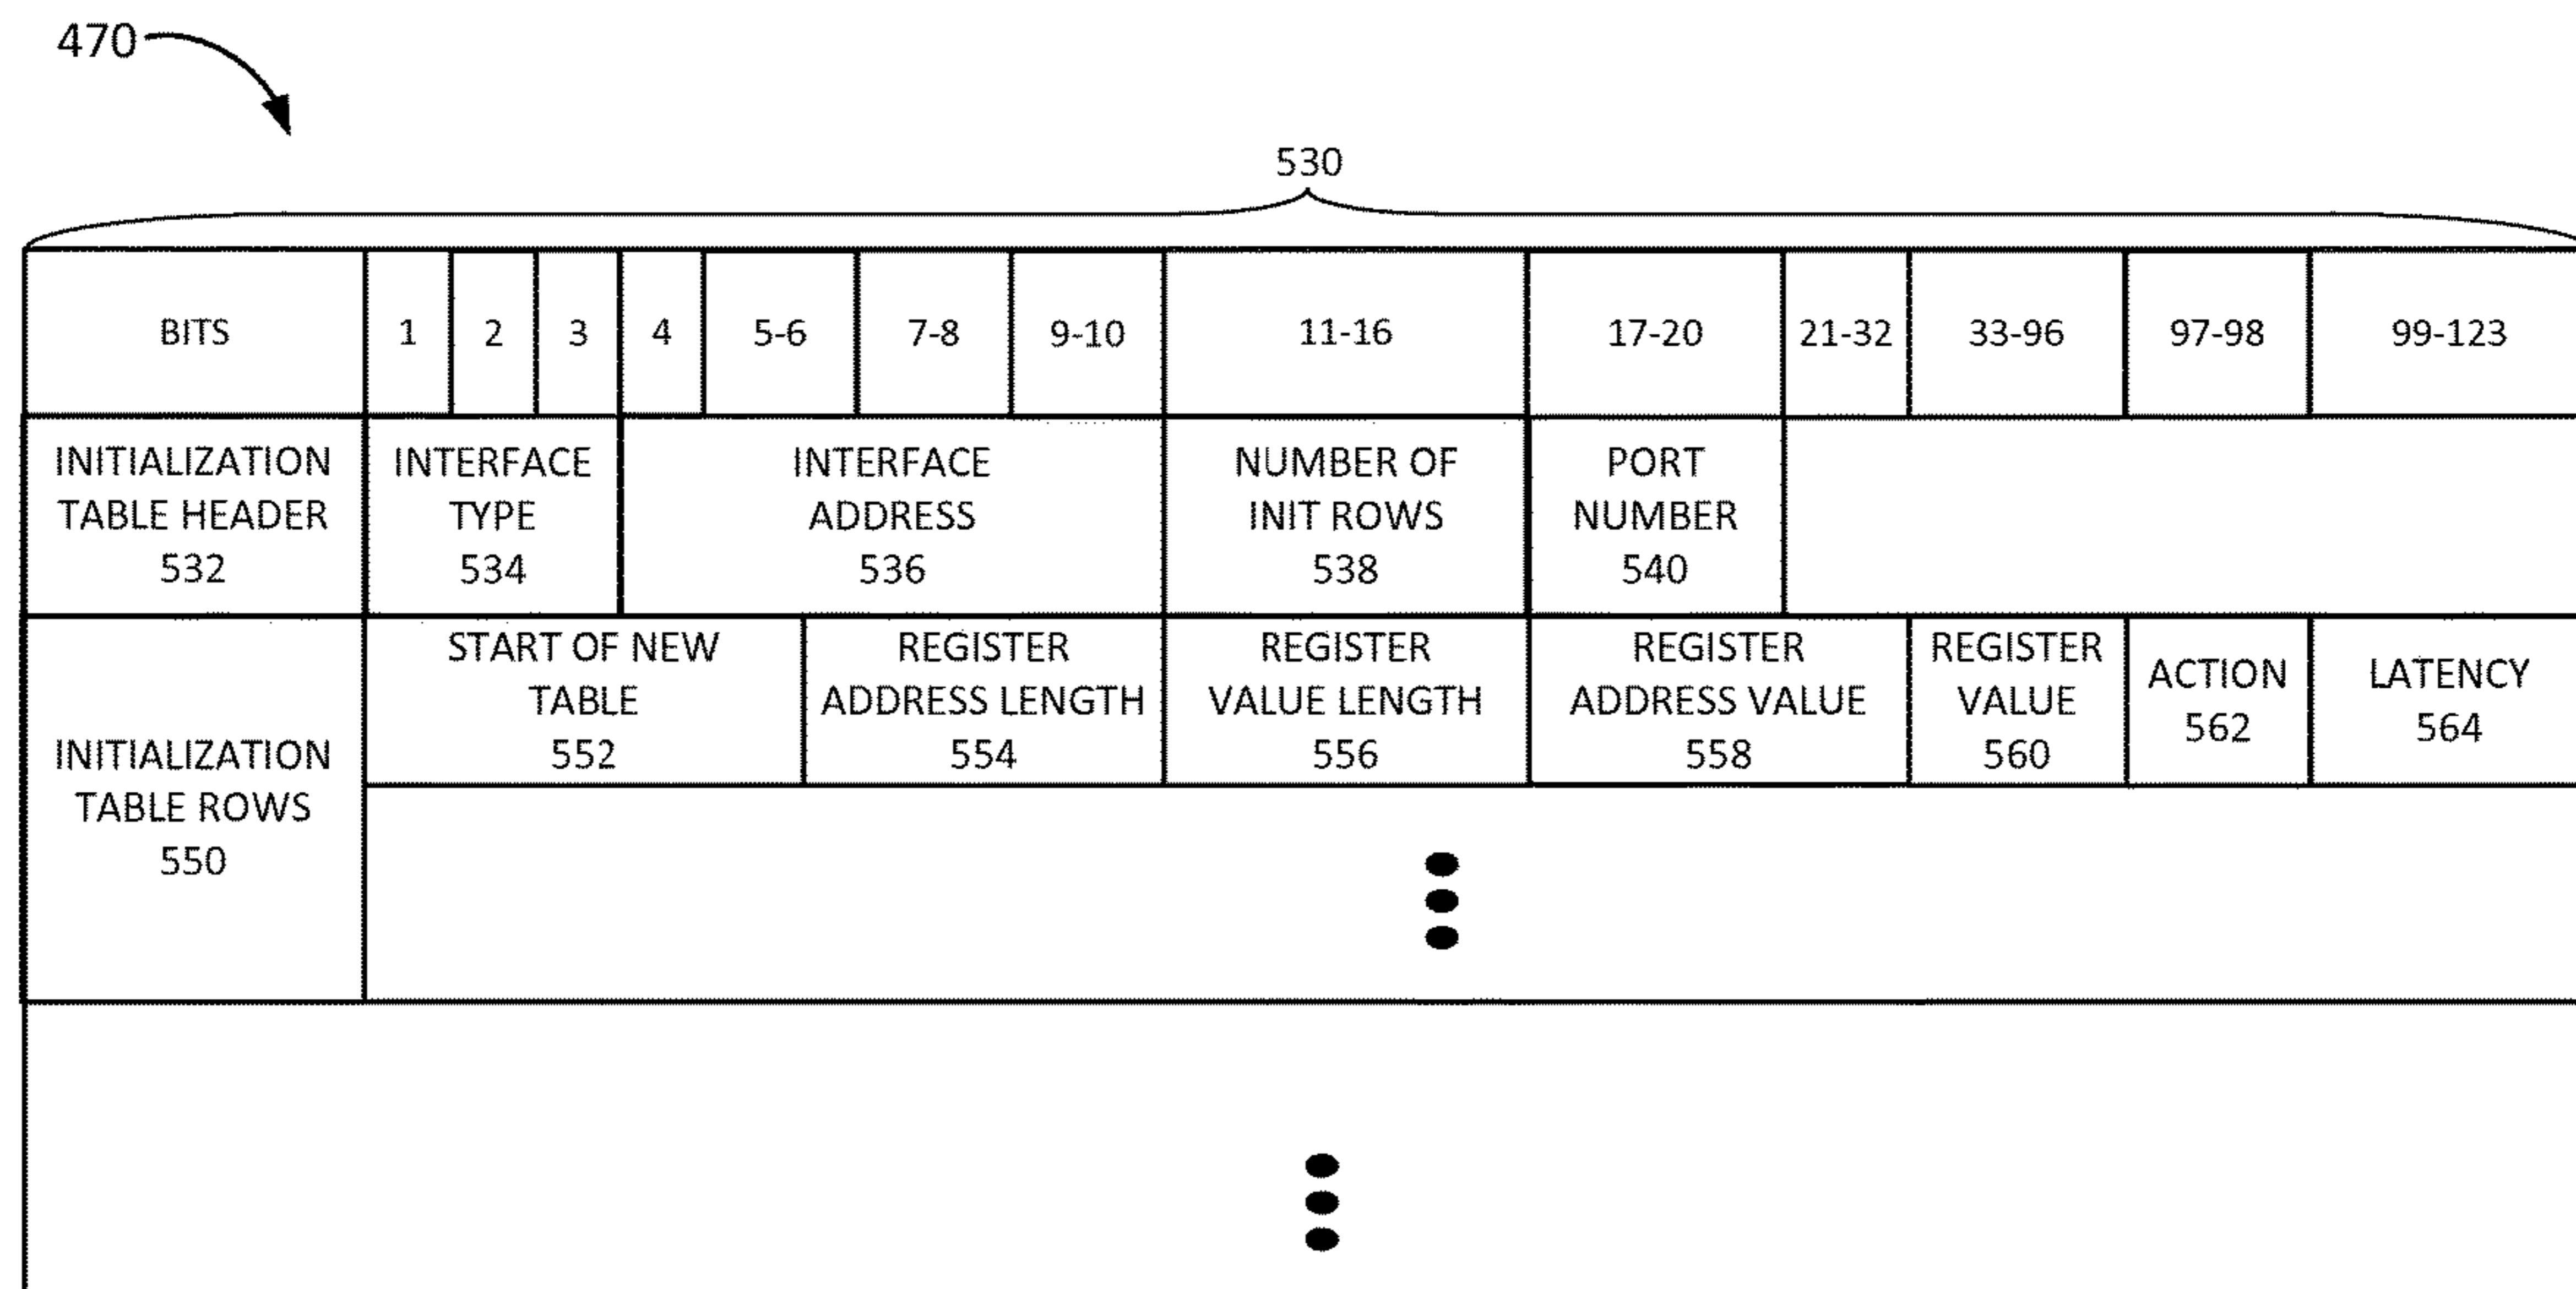 470
530
BITS
1
2
3
4
5-6
7-8
9-10
11-16
17-20
21-32
33-96
97-98
99-123
INITIALIZATION
TABLE HEADER
532
INTERFACE
TYPE
534
INTERFACE
ADDRESS
536
NUMBER OF
INIT ROWS
538
PORT
NUMBER
540
INITIALIZATION
TABLE ROWS
550
START OF NEW
TABLE
552
REGISTER
ADDRESS LENGTH
554
REGISTER
VALUE LENGTH
556
REGISTER
ADDRESS VALUE
558
REGISTER
VALUE
560
ACTION
562
LATENCY
564